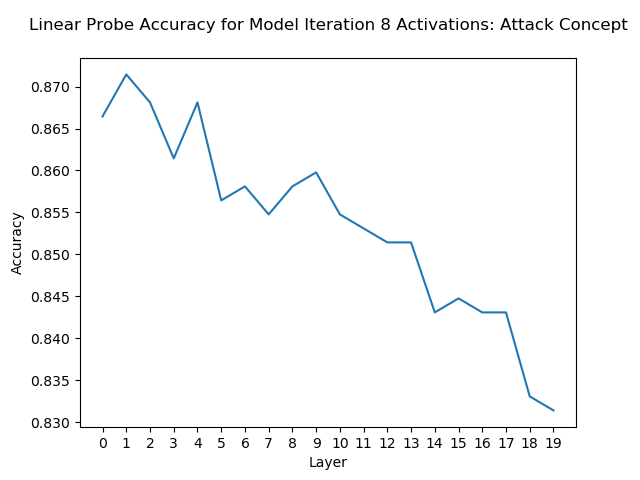 Linear Probe Accuracy for Model Iteration 8 Activations: Attack Concept
0.870
0.865
0.860
0.855
0.850
0.845
0.840
0.835
0.830
Accuracy
0 1 2 3 4 5 6 7 8 9 10 11 12 13 14 15 16 17 18 19
Layer